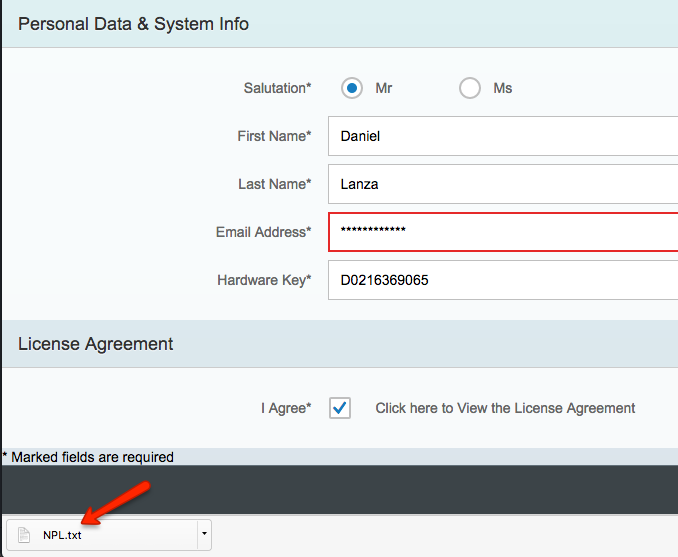 Personal Data & System Info
Salutation* Mr Ms
First Name* Daniel
Last Name* Lanza
Email Address* ************
Hardware Key* D0216369065
License Agreement
I Agree* Click here to View the License Agreement
* Marked fields are required
NPL.txt